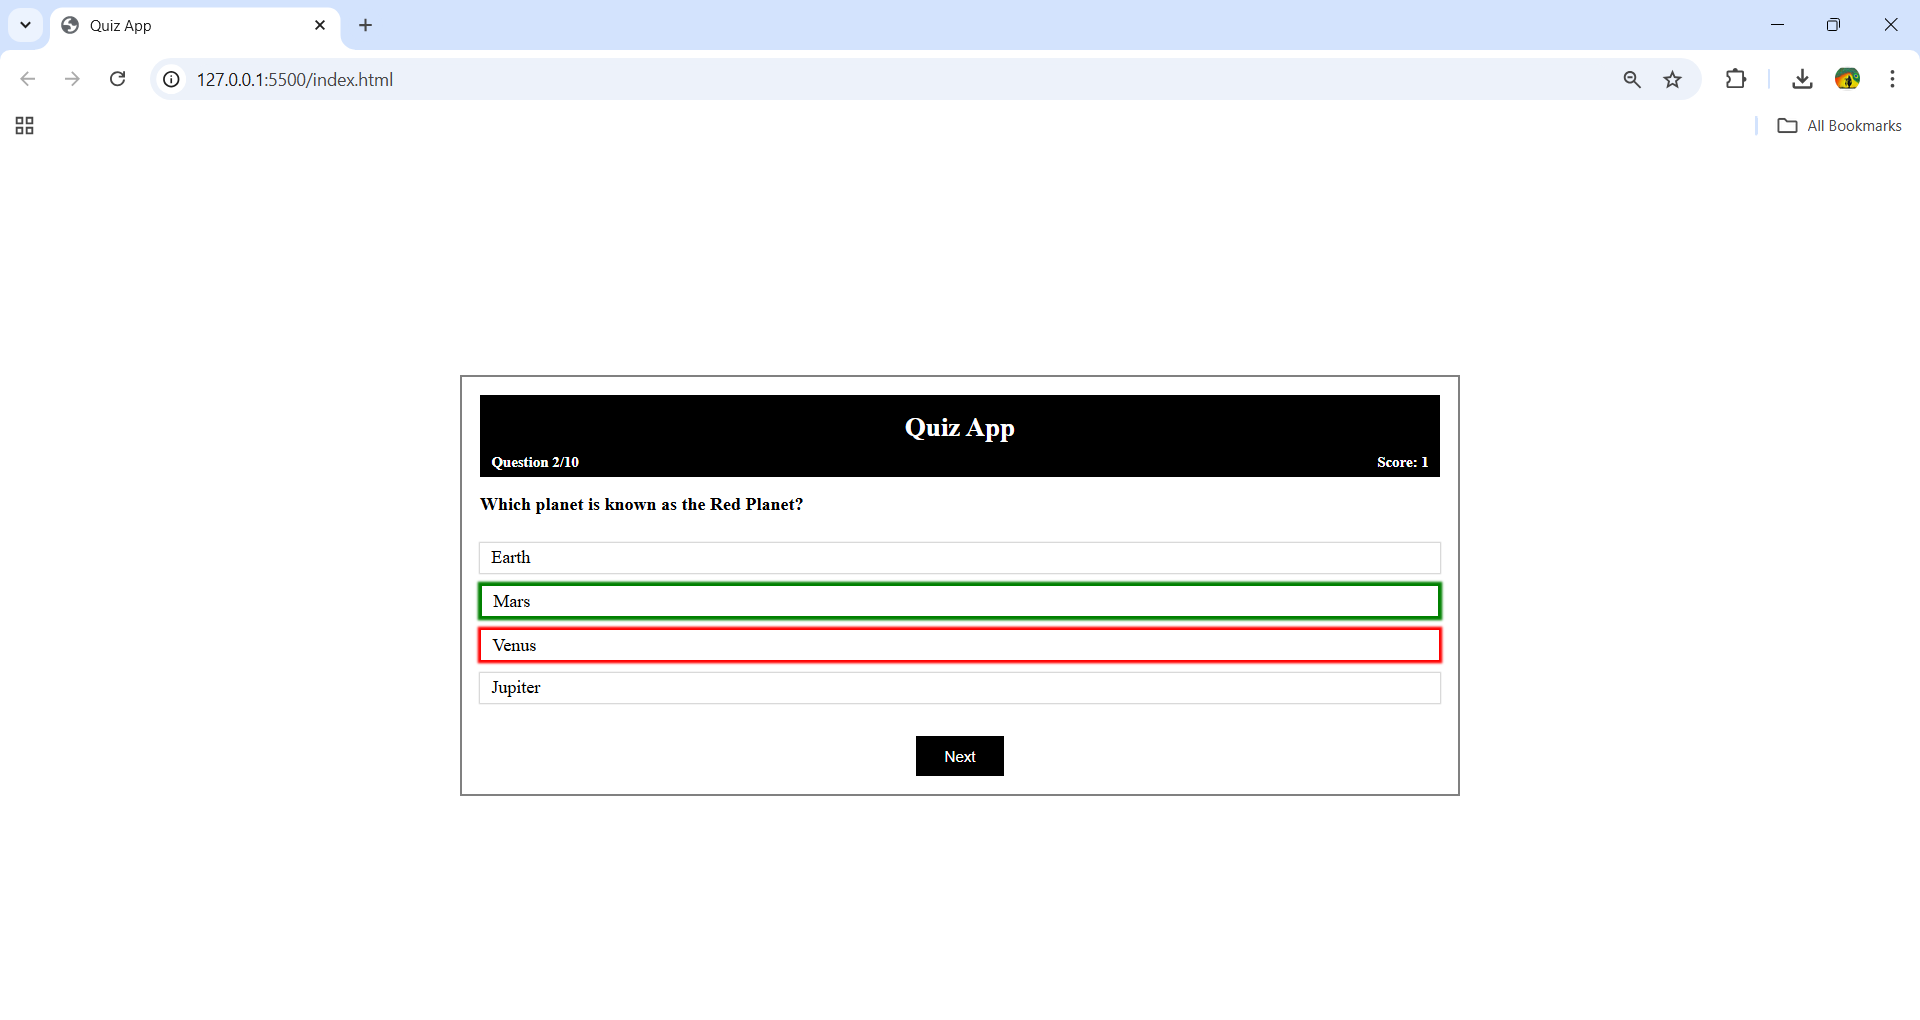 Quiz App
127.0.0.1:5500/index.html
All Bookmarks
Quiz App
Question 2/10 Score: 1
Which planet is known as the Red Planet?
Earth
Mars
Venus
Jupiter
Next